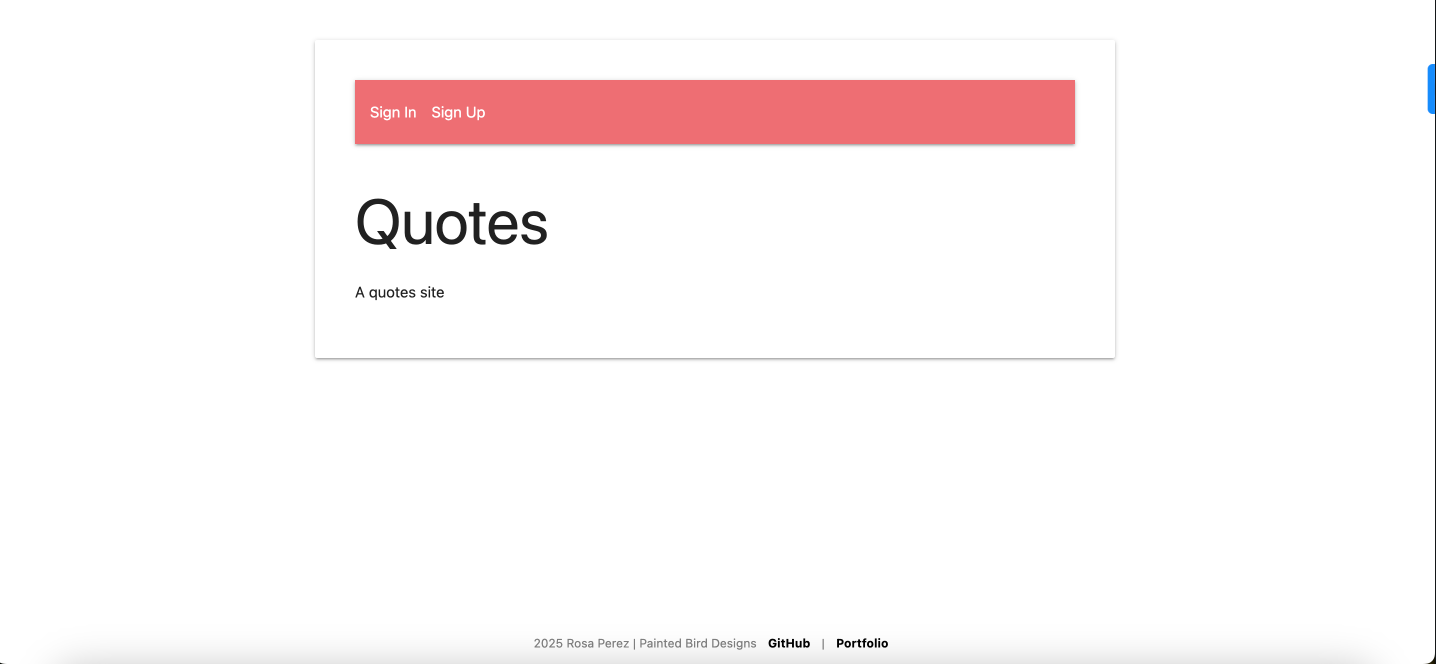 Sign In Sign Up
Quotes
A quotes site
2025 Rosa Perez | Painted Bird Designs GitHub | Portfolio